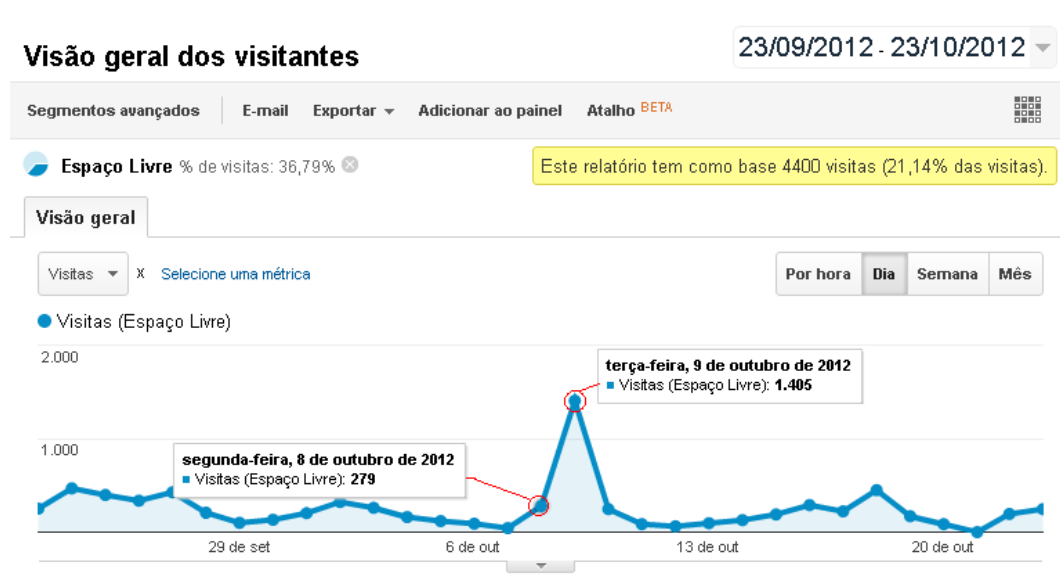 Visão geral dos visitantes
23/09/2012 - 23/10/2012
Segmentos avançados E-mail Exportar Adicionar ao painel Atalho BETA
Espaço Livre % de visitas: 36,79%
Este relatório tem como base 4400 visitas (21,14% das visitas).
Visão geral
Visitas X Selecione uma métrica
Por hora Dia Semana Mês
Visitas (Espaço Livre)
2.000
terça-feira, 9 de outubro de 2012
Visitas (Espaço Livre): 1.405
1.000
segunda-feira, 8 de outubro de 2012
Visitas (Espaço Livre): 279
29 de set 6 de out 13 de out 20 de out